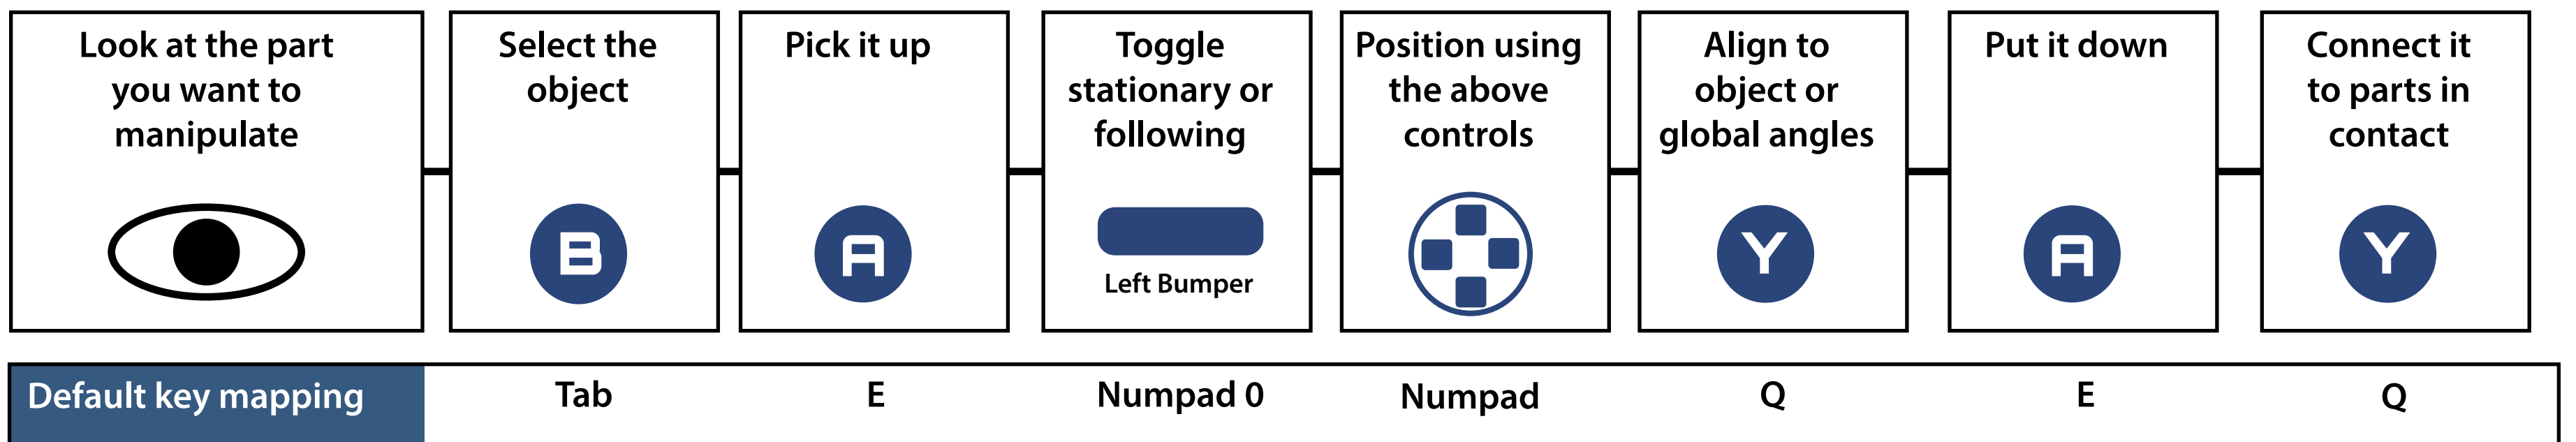 Look at the part
you want to
manipulate
Select the
object
B
Pick it up
A
Toggle
stationary or
following
Left Bumper
Position using
the above
controls
Align to
object or
global angles
Y
Put it down
A
Connect it
to parts in
contact
Y
Default key mapping Tab E Numpad 0 Numpad Q E Q